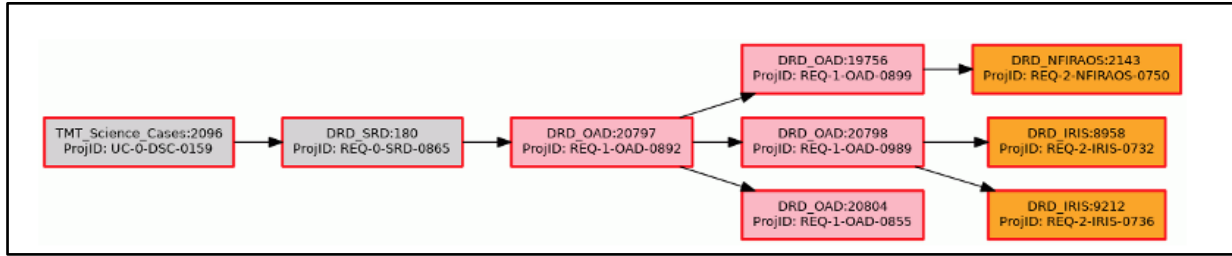 DRD_OAD:19756
ProjID: REQ-1-OAD-0899
DRD_NFIRAOS:2143
ProjID: REQ-2-NFIRAOS-0750
TMT_Science_Cases:2096
ProjID: UC-0-DSC-0159
DRD_SRD:180
ProjID: REQ-0-SRD-0865
DRD_OAD:20797
ProjID: REQ-1-OAD-0892
DRD_OAD:20798
ProjID: REQ-1-OAD-0989
DRD_IRIS:8958
ProjID: REQ-2-IRIS-0732
DRD_OAD:20804
ProjID: REQ-1-OAD-0855
DRD_IRIS:9212
ProjID: REQ-2-IRIS-0736